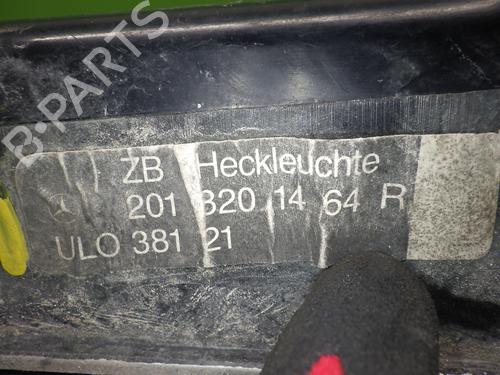 B-PARTS
ZB Heckleuchte
201 820 14 64 R
ULO 381 21